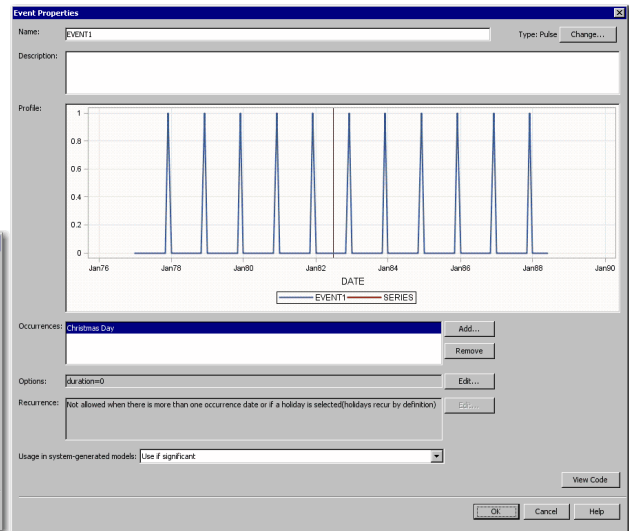 Event Properties
Name: EVENT1 Type: Pulse Change...
Description:
Profile:
1
0.8
0.6
0.4
0.2
0
Jan76 Jan78 Jan80 Jan82 Jan84 Jan86 Jan88 Jan90
DATE
EVENT1 SERIES
Occurrences: Christmas Day Add...
Remove
Options: duration=0 Edit...
Recurrence: Not allowed when there is more than one occurrence date or if a holiday is selected(holidays recur by definition) Edit...
Usage in system-generated models: Use if significant
View Code
OK Cancel Help